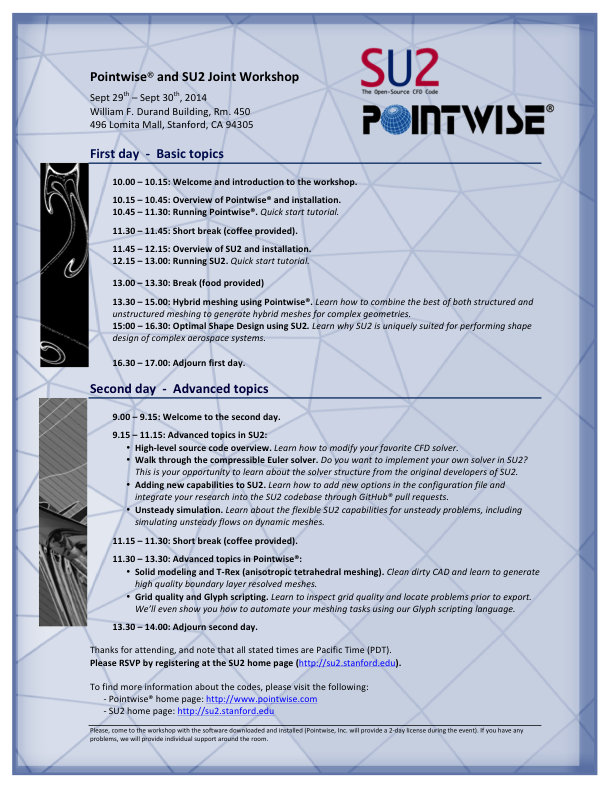 SU2
The Open-Source CFD Code
POINTWISE®
Pointwise® and SU2 Joint Workshop
Sept 29th – Sept 30th, 2014
William F. Durand Building, Rm. 450
496 Lomita Mall, Stanford, CA 94305
First day - Basic topics
10.00 – 10.15: Welcome and introduction to the workshop.
10.15 – 10.45: Overview of Pointwise® and installation.
10.45 – 11.30: Running Pointwise®. Quick start tutorial.
11.30 – 11.45: Short break (coffee provided).
11.45 – 12.15: Overview of SU2 and installation.
12.15 – 13.00: Running SU2. Quick start tutorial.
13.00 – 13.30: Break (food provided)
13.30 – 15.00: Hybrid meshing using Pointwise®. Learn how to combine the best of both structured and
unstructured meshing to generate hybrid meshes for complex geometries.
15:00 – 16.30: Optimal Shape Design using SU2. Learn why SU2 is uniquely suited for performing shape
design of complex aerospace systems.
16.30 – 17.00: Adjourn first day.
Second day - Advanced topics
9.00 – 9.15: Welcome to the second day.
9.15 – 11.15: Advanced topics in SU2:
• High-level source code overview. Learn how to modify your favorite CFD solver.
• Walk through the compressible Euler solver. Do you want to implement your own solver in SU2?
This is your opportunity to learn about the solver structure from the original developers of SU2.
• Adding new capabilities to SU2. Learn how to add new options in the configuration file and
integrate your research into the SU2 codebase through GitHub® pull requests.
• Unsteady simulation. Learn about the flexible SU2 capabilities for unsteady problems, including
simulating unsteady flows on dynamic meshes.
11.15 – 11.30: Short break (coffee provided).
11.30 – 13.30: Advanced topics in Pointwise®:
• Solid modeling and T-Rex (anisotropic tetrahedral meshing). Clean dirty CAD and learn to generate
high quality boundary layer resolved meshes.
• Grid quality and Glyph scripting. Learn to inspect grid quality and locate problems prior to export.
We'll even show you how to automate your meshing tasks using our Glyph scripting language.
13.30 – 14.00: Adjourn second day.
Thanks for attending, and note that all stated times are Pacific Time (PDT).
Please RSVP by registering at the SU2 home page (http://su2.stanford.edu).
To find more information about the codes, please visit the following:
- Pointwise® home page: http://www.pointwise.com
- SU2 home page: http://su2.stanford.edu
Please, come to the workshop with the software downloaded and installed (Pointwise, Inc. will provide a 2-day license during the event). If you have any
problems, we will provide individual support around the room.